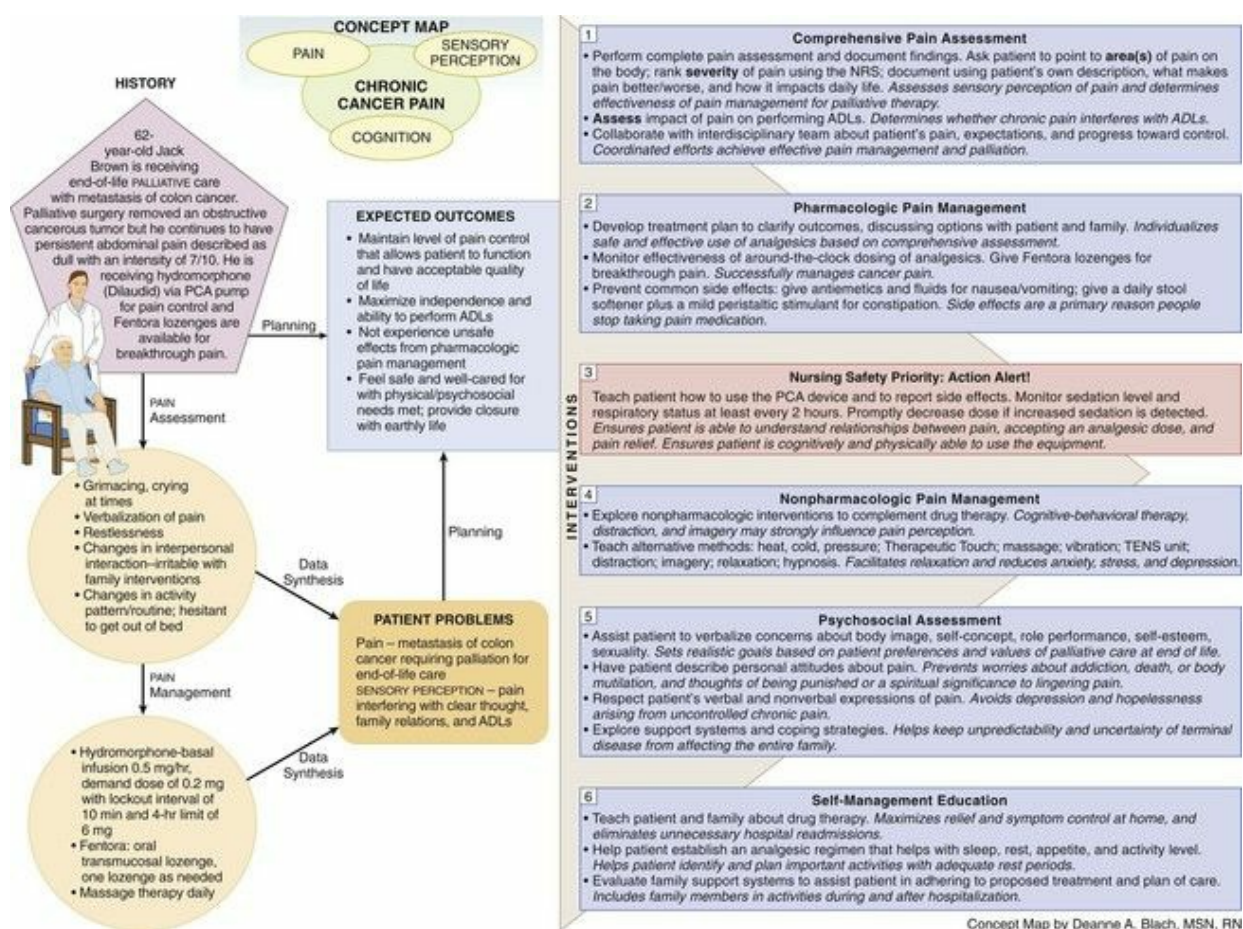 CONCEPT MAP
PAIN
SENSORY
PERCEPTION
CHRONIC
CANCER PAIN
COGNITION
HISTORY
62-
year-old Jack
Brown is receiving
end-of-life PALLIATIVE care
with metastasis of colon cancer.
Palliative surgery removed an obstructive
cancerous tumor but he continues to have
persistent abdominal pain described as
dull with an intensity of 7/10. He is
receiving hydromorphone
(Dilaudid) via PCA pump
for pain control and
Fentora lozenges are
available for
breakthrough pain.
Planning
PAIN
Assessment
EXPECTED OUTCOMES
• Maintain level of pain control
that allows patient to function
and have acceptable quality
of life
• Maximize independence and
ability to perform ADLs
• Not experience unsafe
effects from pharmacologic
pain management
• Feel safe and well-cared for
with physical/psychosocial
needs met; provide closure
with earthly life
• Grimacing, crying
at times
• Verbalization of pain
• Restlessness
• Changes in interpersonal
interaction–irritable with
family interventions
• Changes in activity
pattern/routine; hesitant
to get out of bed
Data
Synthesis
Planning
PAIN
Management
PATIENT PROBLEMS
Pain – metastasis of colon
cancer requiring palliation for
end-of-life care
SENSORY PERCEPTION – pain
interfering with clear thought,
family relations, and ADLs
• Hydromorphone-basal
infusion 0.5 mg/hr,
demand dose of 0.2 mg
with lockout interval of
10 min and 4-hr limit of
6 mg
• Fentora: oral
transmucosal lozenge,
one lozenge as needed
• Massage therapy daily
Data
Synthesis
INTERVENTIONS
1
Comprehensive Pain Assessment
• Perform complete pain assessment and document findings. Ask patient to point to area(s) of pain on
the body; rank severity of pain using the NRS; document using patient's own description, what makes
pain better/worse, and how it impacts daily life. Assesses sensory perception of pain and determines
effectiveness of pain management for palliative therapy.
• Assess impact of pain on performing ADLs. Determines whether chronic pain interferes with ADLs.
• Collaborate with interdisciplinary team about patient's pain, expectations, and progress toward control.
Coordinated efforts achieve effective pain management and palliation.
2
Pharmacologic Pain Management
• Develop treatment plan to clarify outcomes, discussing options with patient and family. Individualizes
safe and effective use of analgesics based on comprehensive assessment.
• Monitor effectiveness of around-the-clock dosing of analgesics. Give Fentora lozenges for
breakthrough pain. Successfully manages cancer pain.
• Prevent common side effects: give antiemetics and fluids for nausea/vomiting; give a daily stool
softener plus a mild peristaltic stimulant for constipation. Side effects are a primary reason people
stop taking pain medication.
3
Nursing Safety Priority: Action Alert!
Teach patient how to use the PCA device and to report side effects. Monitor sedation level and
respiratory status at least every 2 hours. Promptly decrease dose if increased sedation is detected.
Ensures patient is able to understand relationships between pain, accepting an analgesic dose, and
pain relief. Ensures patient is cognitively and physically able to use the equipment.
4
Nonpharmacologic Pain Management
• Explore nonpharmacologic interventions to complement drug therapy. Cognitive-behavioral therapy,
distraction, and imagery may strongly influence pain perception.
• Teach alternative methods: heat, cold, pressure; Therapeutic Touch; massage; vibration; TENS unit;
distraction; imagery; relaxation; hypnosis. Facilitates relaxation and reduces anxiety, stress, and depression.
5
Psychosocial Assessment
• Assist patient to verbalize concerns about body image, self-concept, role performance, self-esteem,
sexuality. Sets realistic goals based on patient preferences and values of palliative care at end of life.
• Have patient describe personal attitudes about pain. Prevents worries about addiction, death, or body
mutilation, and thoughts of being punished or a spiritual significance to lingering pain.
• Respect patient's verbal and nonverbal expressions of pain. Avoids depression and hopelessness
arising from uncontrolled chronic pain.
• Explore support systems and coping strategies. Helps keep unpredictability and uncertainty of terminal
disease from affecting the entire family.
6
Self-Management Education
• Teach patient and family about drug therapy. Maximizes relief and symptom control at home, and
eliminates unnecessary hospital readmissions.
• Help patient establish an analgesic regimen that helps with sleep, rest, appetite, and activity level.
Helps patient identify and plan important activities with adequate rest periods.
• Evaluate family support systems to assist patient in adhering to proposed treatment and plan of care.
Includes family members in activities during and after hospitalization.
Concept Map by Deanne A. Blach, MSN, RN